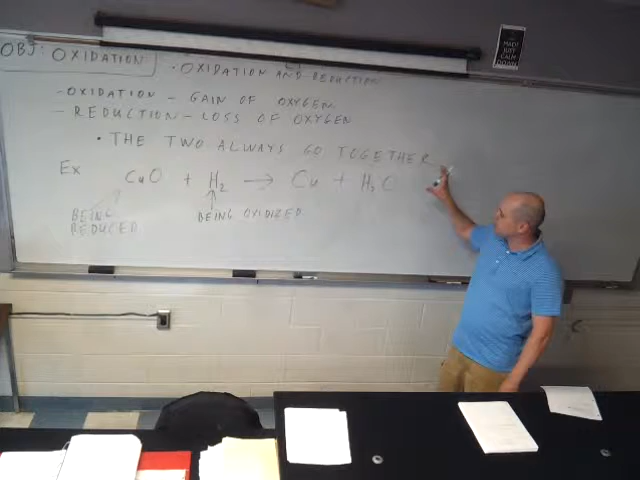 OBJ: OXIDATION
• OXIDATION AND REDUCTION
- OXIDATION - GAIN OF OXYGEN
- REDUCTION - LOSS OF OXYGEN
• THE TWO ALWAYS GO TOGETHER
Ex CuO + H₂ → Cu + H₂O
BEING REDUCED
BEING OXIDIZED